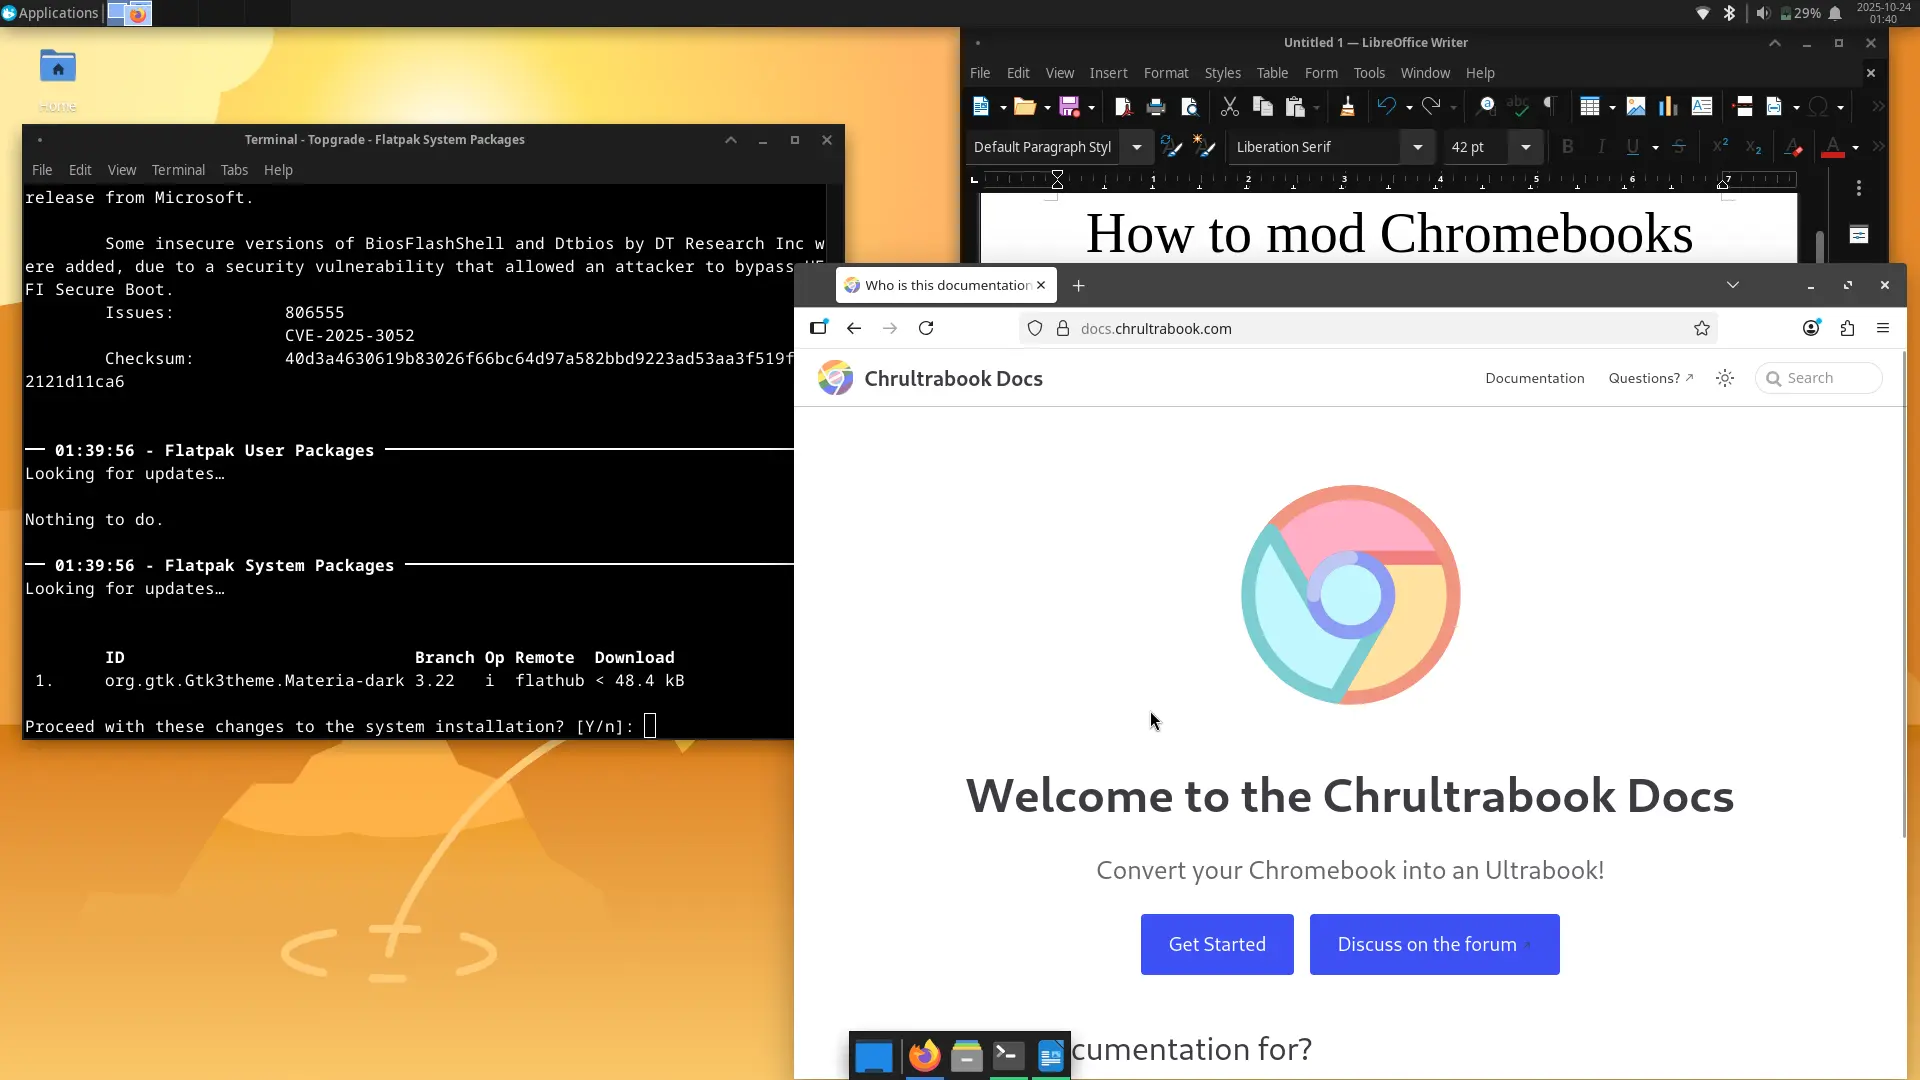 Applications
29%
2025-10-24
01:40
Home
Terminal - Topgrade - Flatpak System Packages
File Edit View Terminal Tabs Help
release from Microsoft.
Some insecure versions of BiosFlashShell and Dtbios by DT Research Inc w
ere added, due to a security vulnerability that allowed an attacker to bypass
FI Secure Boot.
Issues: 806555
CVE-2025-3052
Checksum: 40d3a4630619b83026f66bc64d97a582bbd9223ad53aa3f519f
2121d11ca6
01:39:56 - Flatpak User Packages
Looking for updates…
Nothing to do.
01:39:56 - Flatpak System Packages
Looking for updates…
ID Branch Op Remote Download
1. org.gtk.Gtk3theme.Materia-dark 3.22 i flathub < 48.4 kB
Proceed with these changes to the system installation? [Y/n]:
Untitled 1 — LibreOffice Writer
File Edit View Insert Format Styles Table Form Tools Window Help
Default Paragraph Styl
Liberation Serif
42 pt
1 2 3 4 5 6 7
How to mod Chromebooks
Who is this documentation
docs.chrultrabook.com
Chrultrabook Docs
Documentation
Questions? ↗
Search
Welcome to the Chrultrabook Docs
Convert your Chromebook into an Ultrabook!
Get Started
Discuss on the forum
cumentation for?